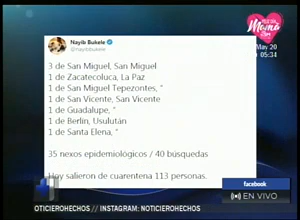 Nayib Bukele
@nayibbukele
3 de San Miguel, San Miguel
1 de Zacatecoluca, La Paz
1 de San Miguel Tepezontes, "
1 de San Vicente, San Vicente
1 de Guadalupe, "
1 de Berlín, Usulután
1 de Santa Elena, "
35 nexos epidemiológicos / 40 búsquedas
Hoy salieron de cuarentena 113 personas.
Mamá
May 20
05:34
facebook
EN VIVO
OTICIEROHECHOS // INSTAGRAM: NOTICIEROHECHOS